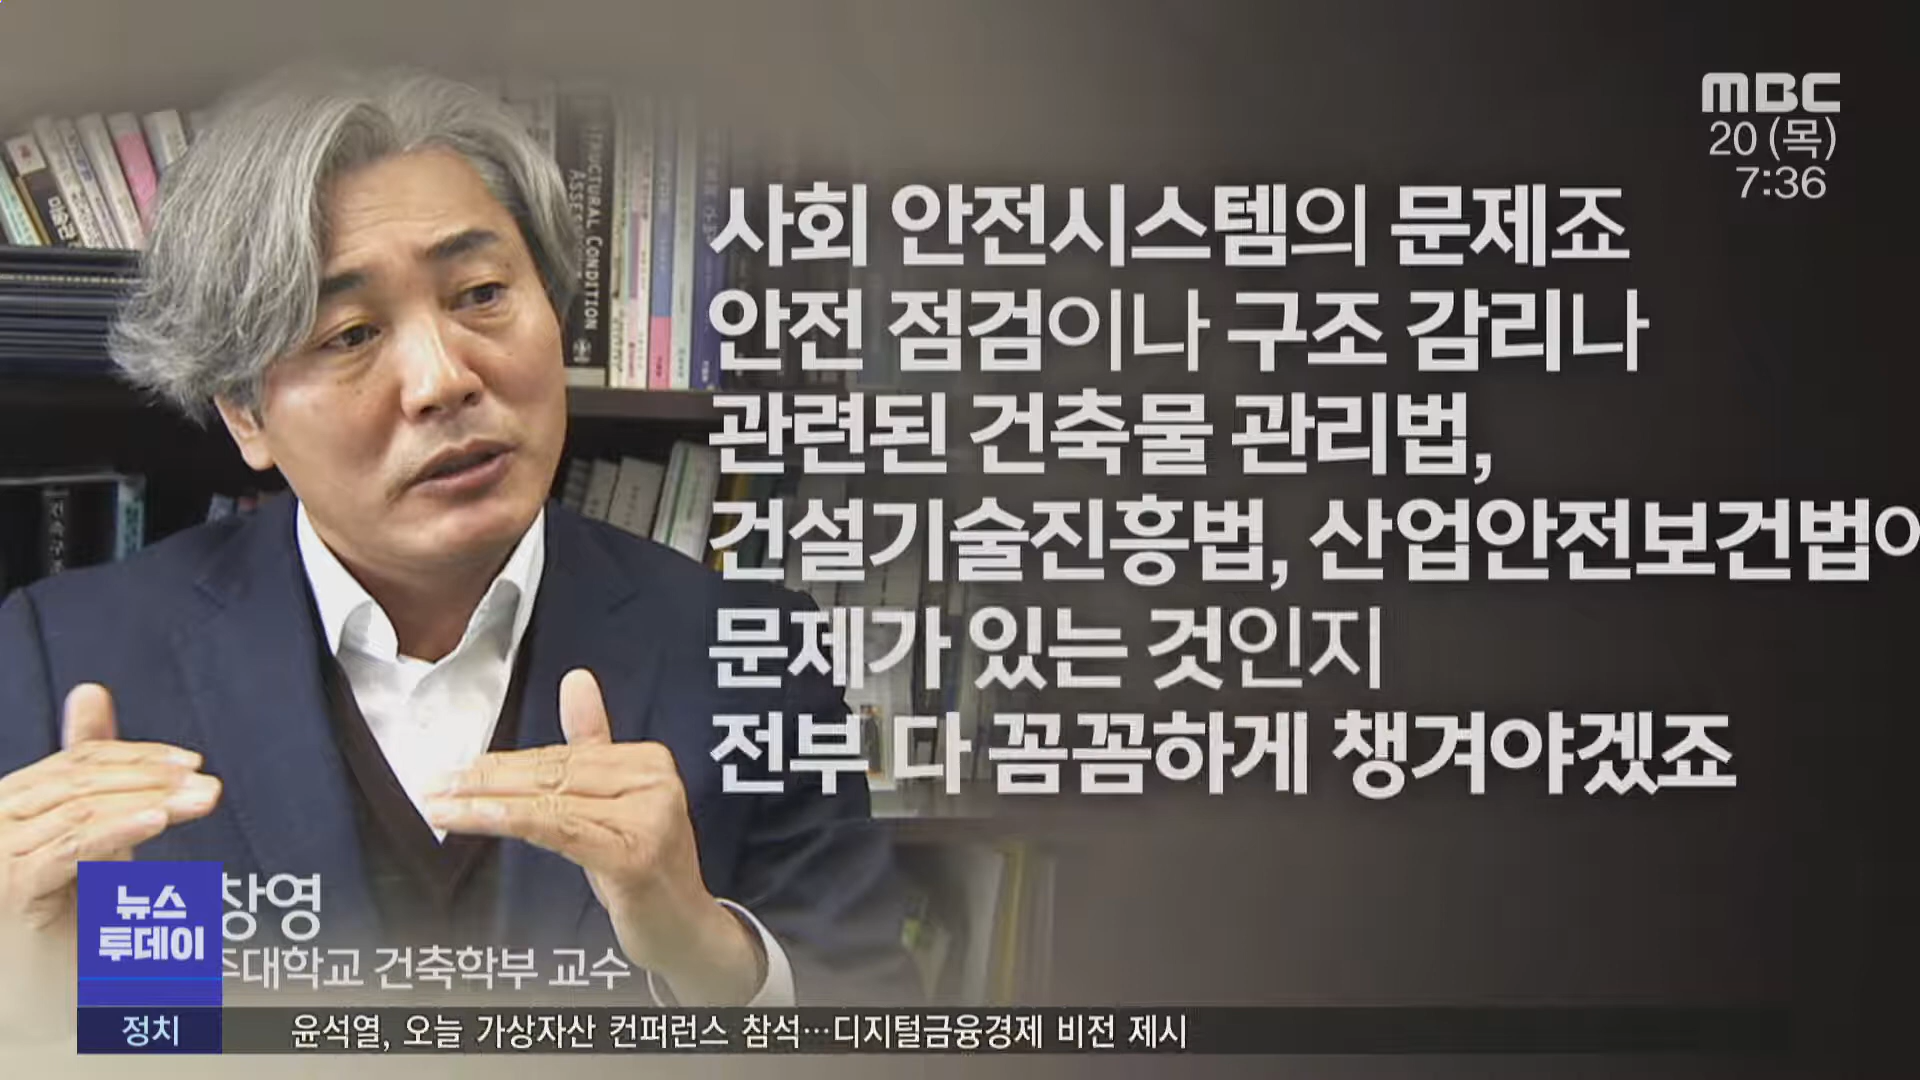 MBC
20 (목)
7:36
사회 안전시스템의 문제죠
안전 점검이나 구조 감리나
관련된 건축물 관리법,
건설기술진흥법, 산업안전보건법이
문제가 있는 것인지
전부 다 꼼꼼하게 챙겨야겠죠
STRUCTURAL CONDITION
뉴스
투데이
창영
대학교 건축학부 교수
정치
윤석열, 오늘 가상자산 컨퍼런스 참석…디지털금융경제 비전 제시